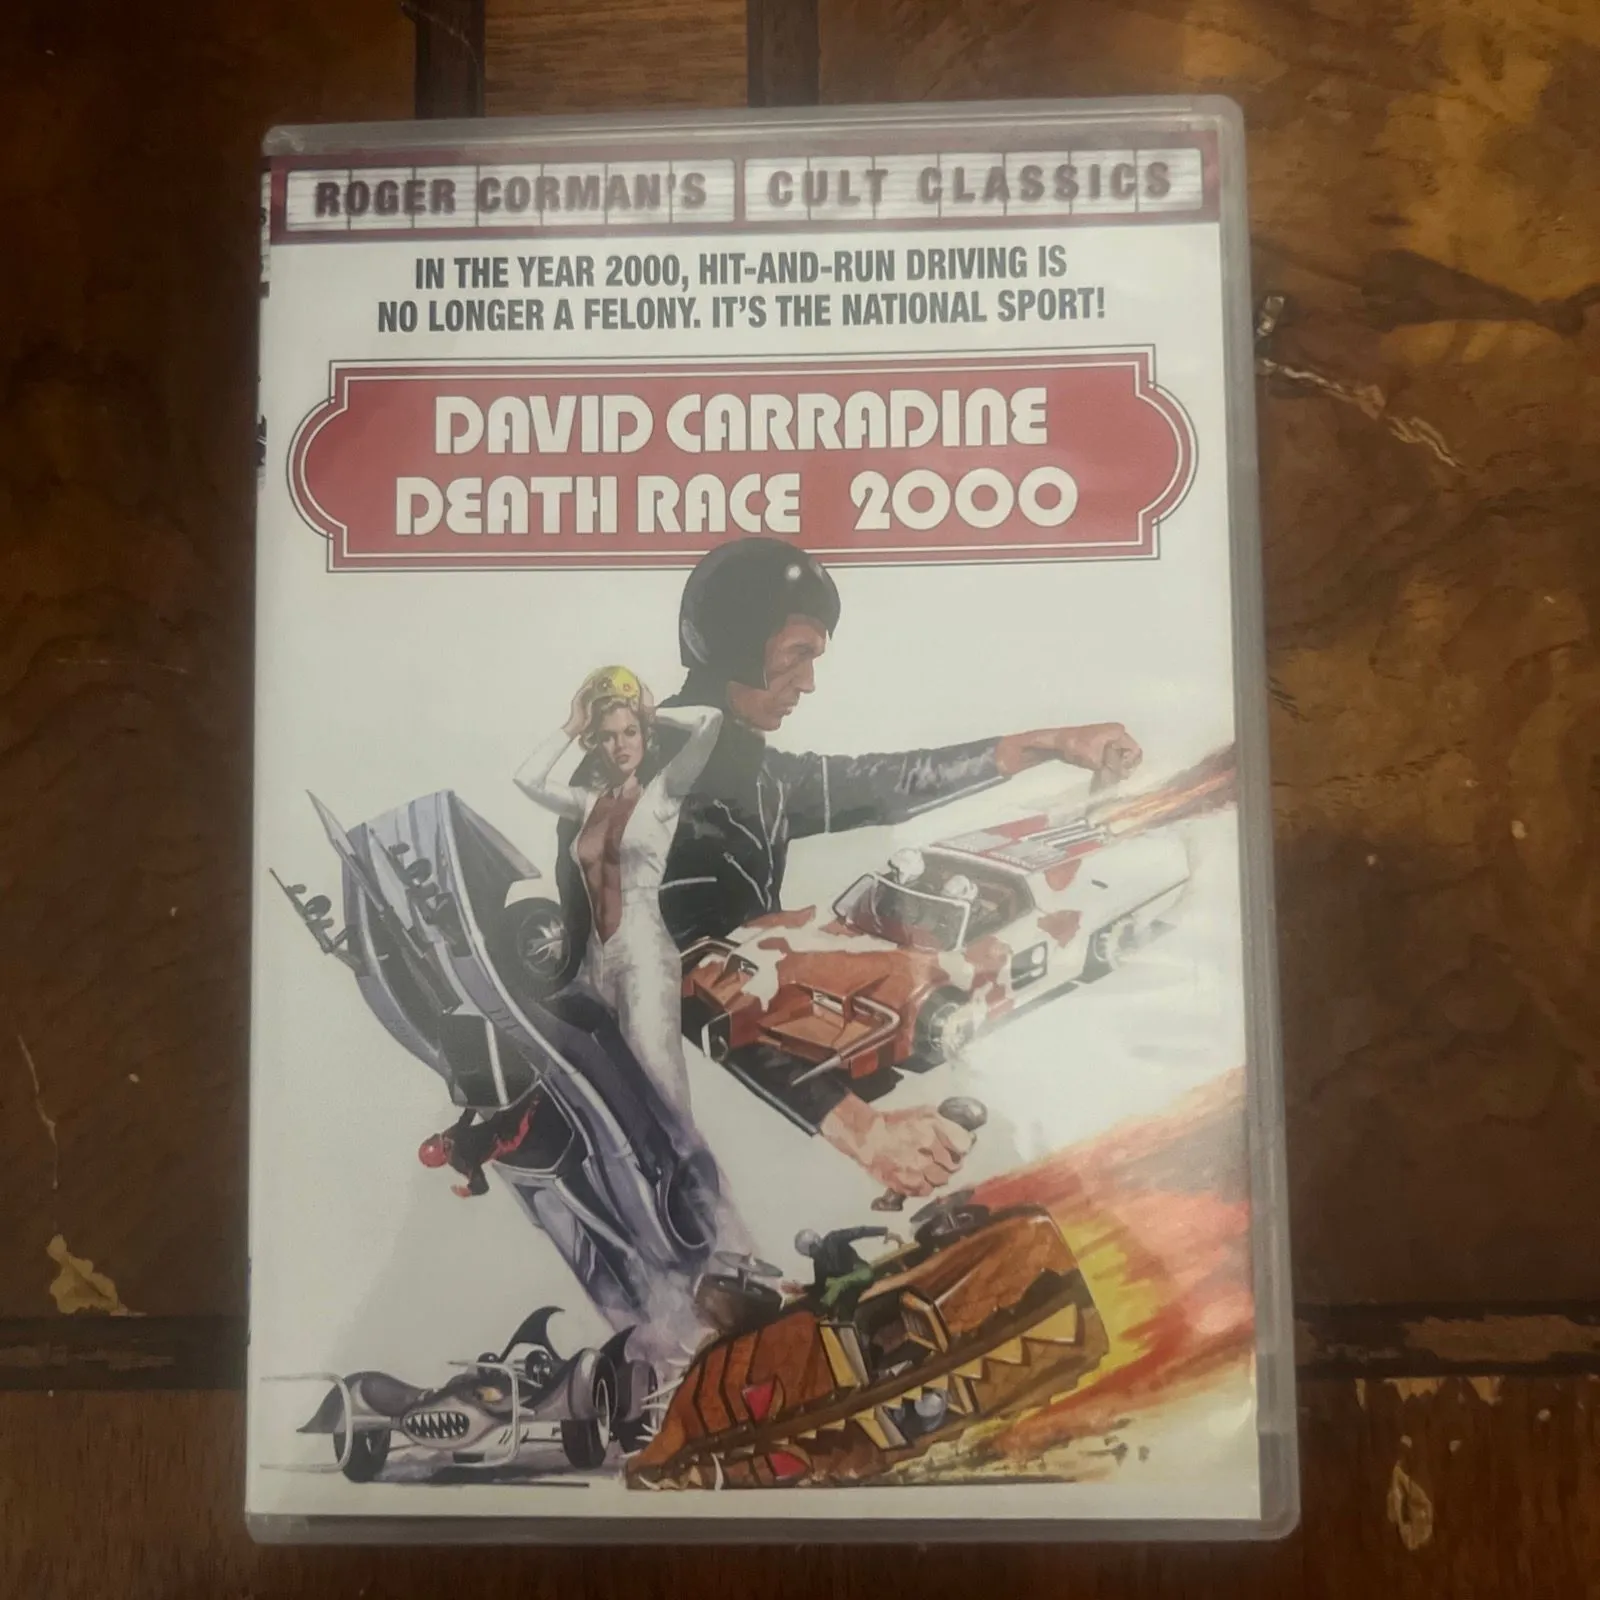 ROGER CORMAN'S CULT CLASSICS
IN THE YEAR 2000, HIT-AND-RUN DRIVING IS
NO LONGER A FELONY. IT'S THE NATIONAL SPORT!
DAVID CARRADINE
DEATH RACE 2000